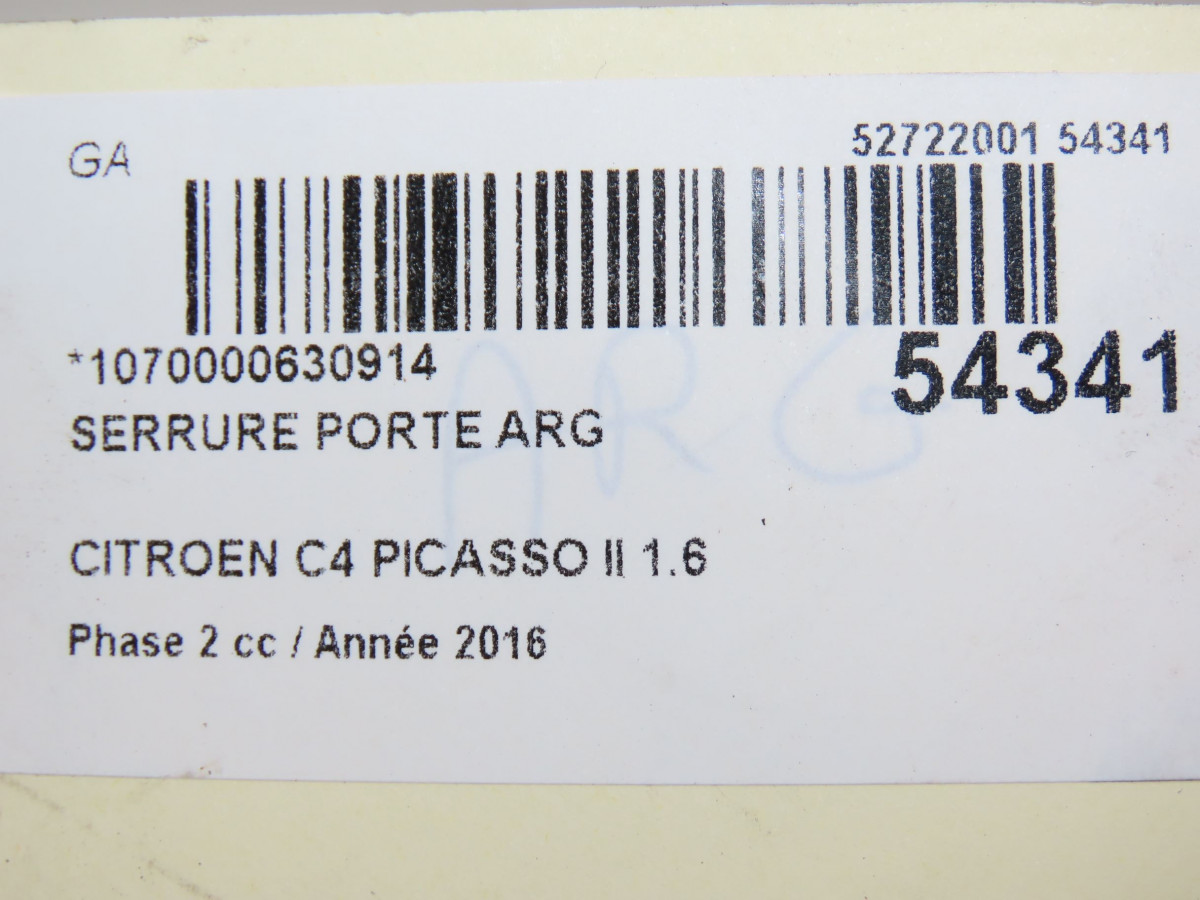 GA
52722001 54341
*1070000630914
54341
SERRURE PORTE ARG
ARG
CITROEN C4 PICASSO II 1.6
Phase 2 cc / Année 2016